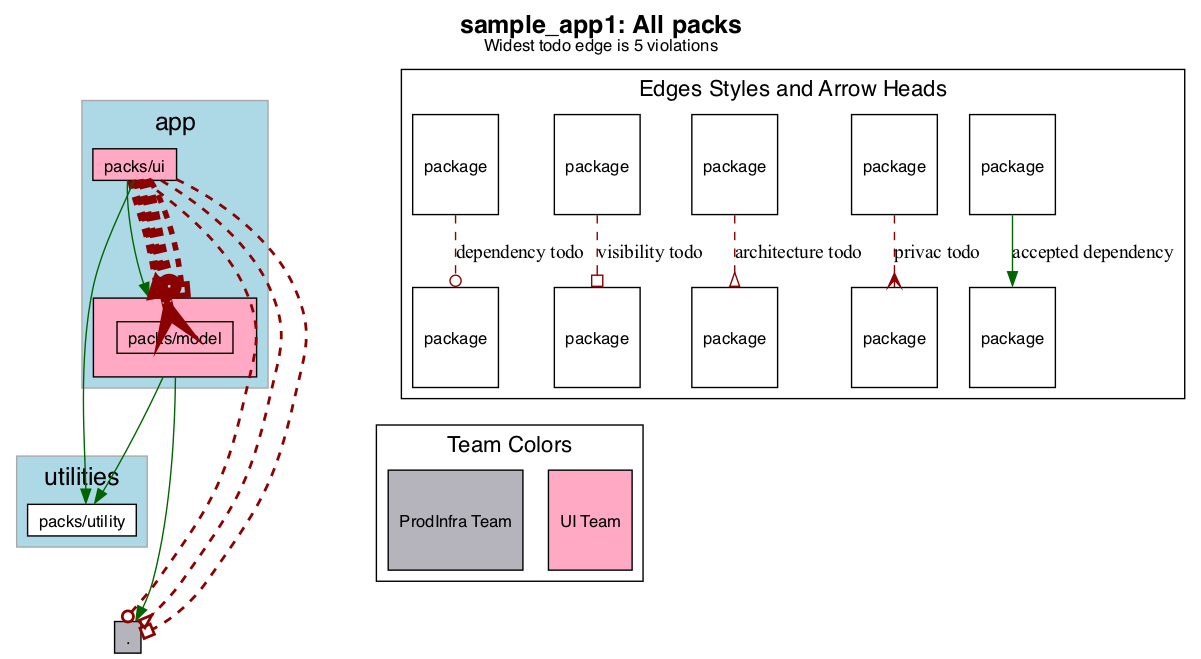 sample_app1: All packs
Widest todo edge is 5 violations
app
packs/ui
packs/model
utilities
packs/utility
.
Edges Styles and Arrow Heads
package package package package package
dependency todo visibility todo architecture todo privac todo accepted dependency
package package package package package
Team Colors
ProdInfra Team UI Team